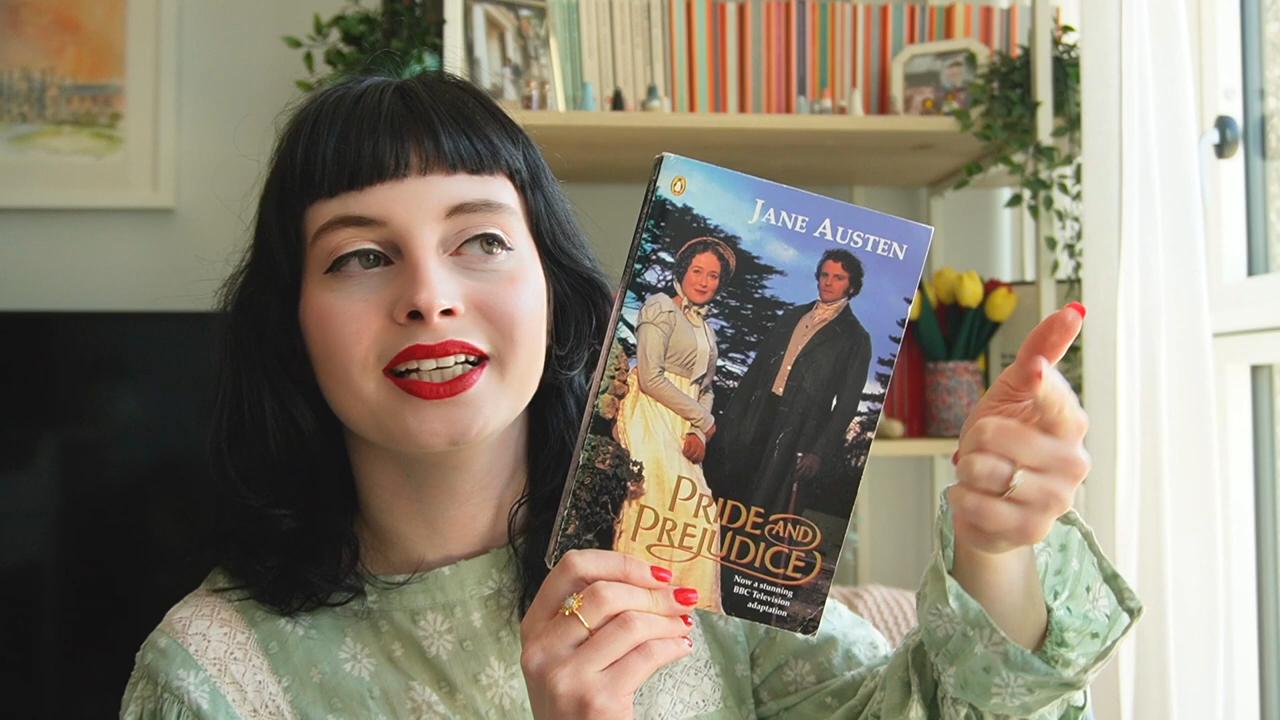 JANE AUSTEN
PRIDE AND
PREJUDICE
Now a stunning
BBC Television
adaptation